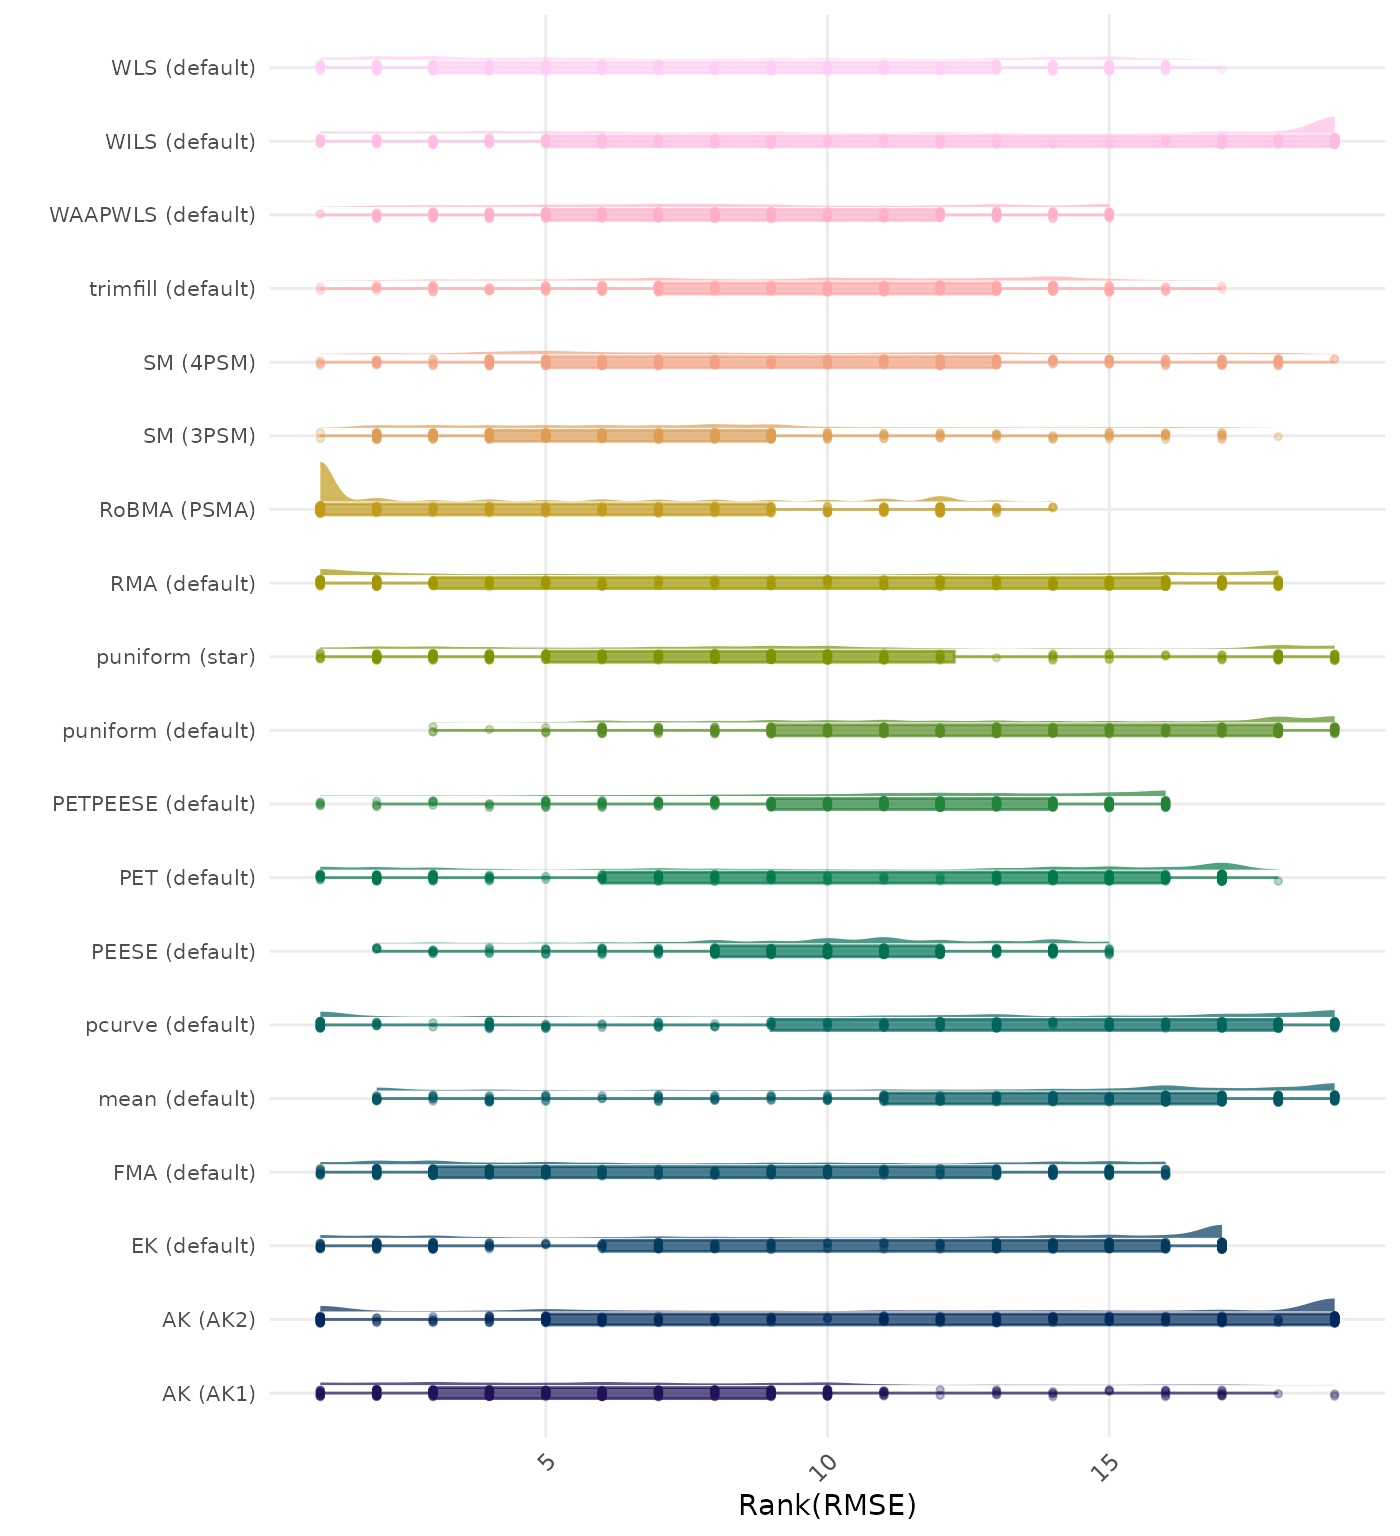 WLS (default)
WILS (default)
WAAPWLS (default)
trimfill (default)
SM (4PSM)
SM (3PSM)
RoBMA (PSMA)
RMA (default)
puniform (star)
puniform (default)
PETPEESE (default)
PET (default)
PEESE (default)
pcurve (default)
mean (default)
FMA (default)
EK (default)
AK (AK2)
AK (AK1)
5
10
15
Rank(RMSE)